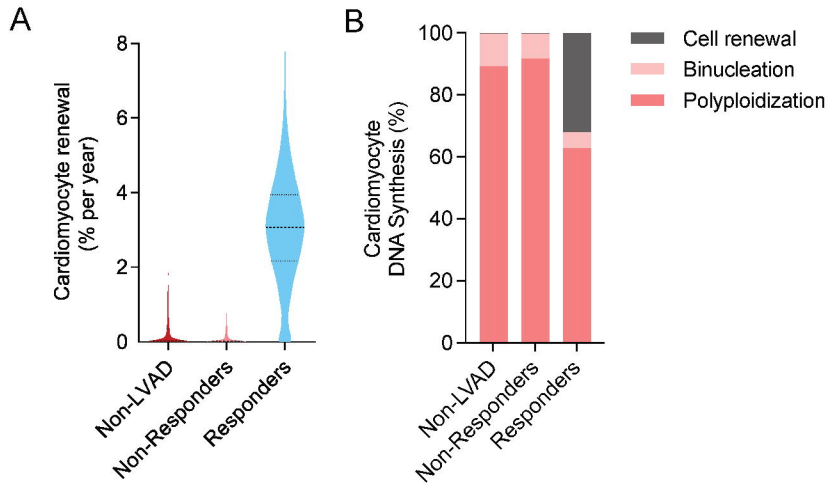 A
Cardiomyocyte renewal
(% per year)
8
6
4
2
0
Non-LVAD
Non-Responders
Responders
B
Cardiomyocyte
DNA Synthesis (%)
100
80
60
40
20
0
Non-LVAD
Non-Responders
Responders
Cell renewal
Binucleation
Polyploidization